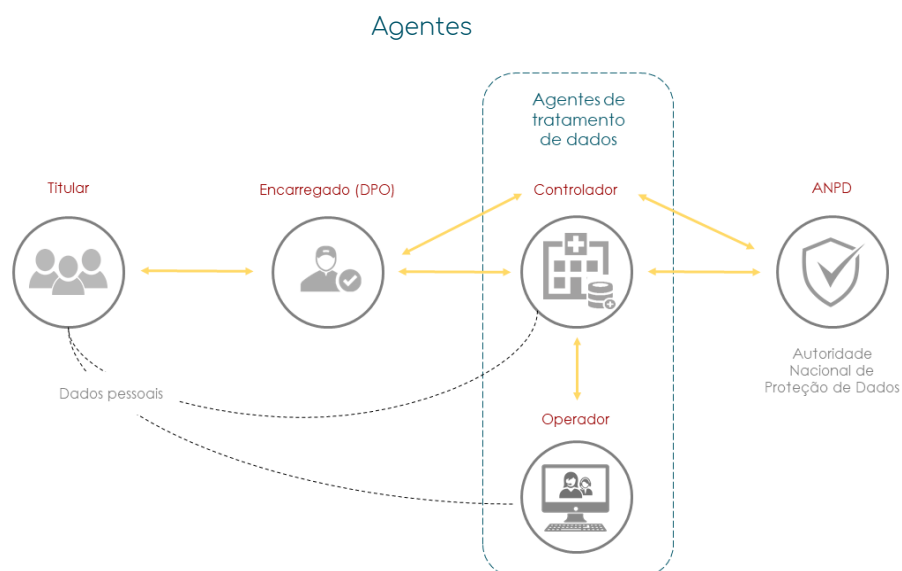 Agentes
Agentes de
tratamento
de dados
Titular
Encarregado (DPO)
Controlador
ANPD
Autoridade
Nacional de
Proteção de Dados
Dados pessoais
Operador